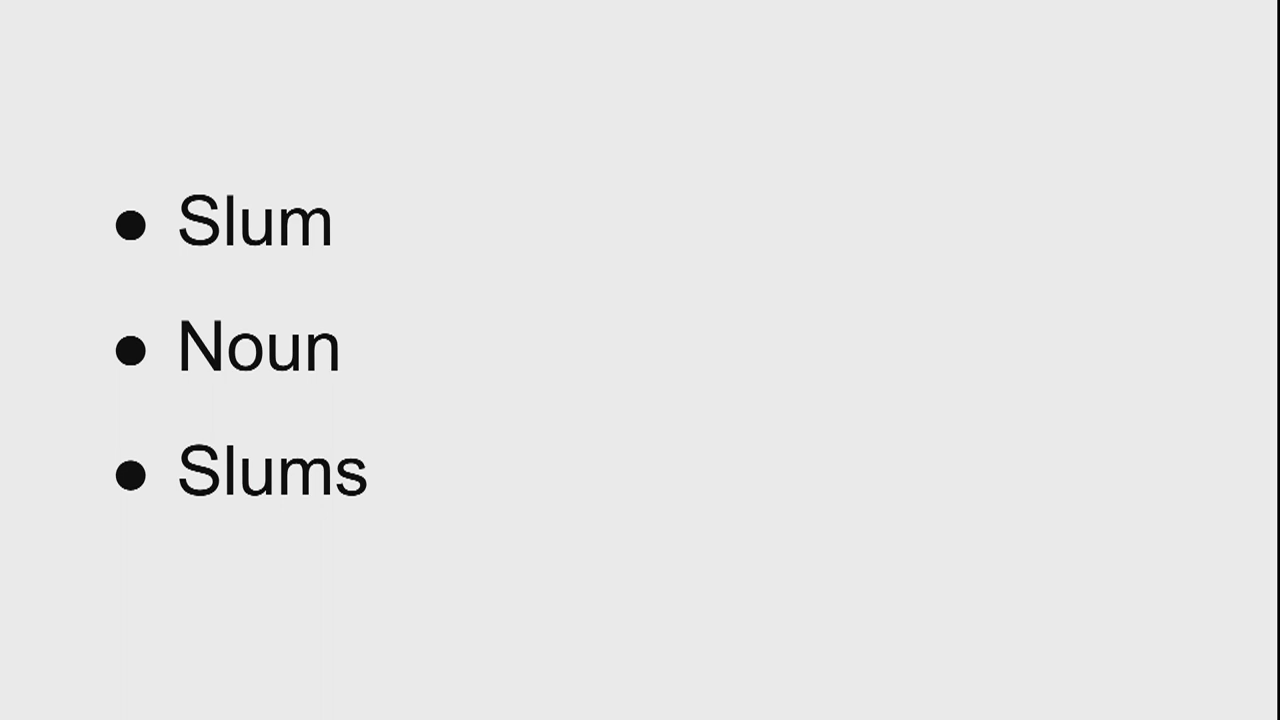 • Slum
• Noun
• Slums